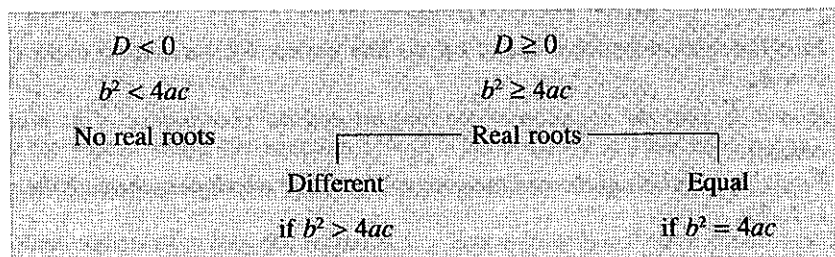 D < 0 D ≥ 0
b² < 4ac b² ≥ 4ac
No real roots Real roots
Different Equal
if b² > 4ac if b² = 4ac